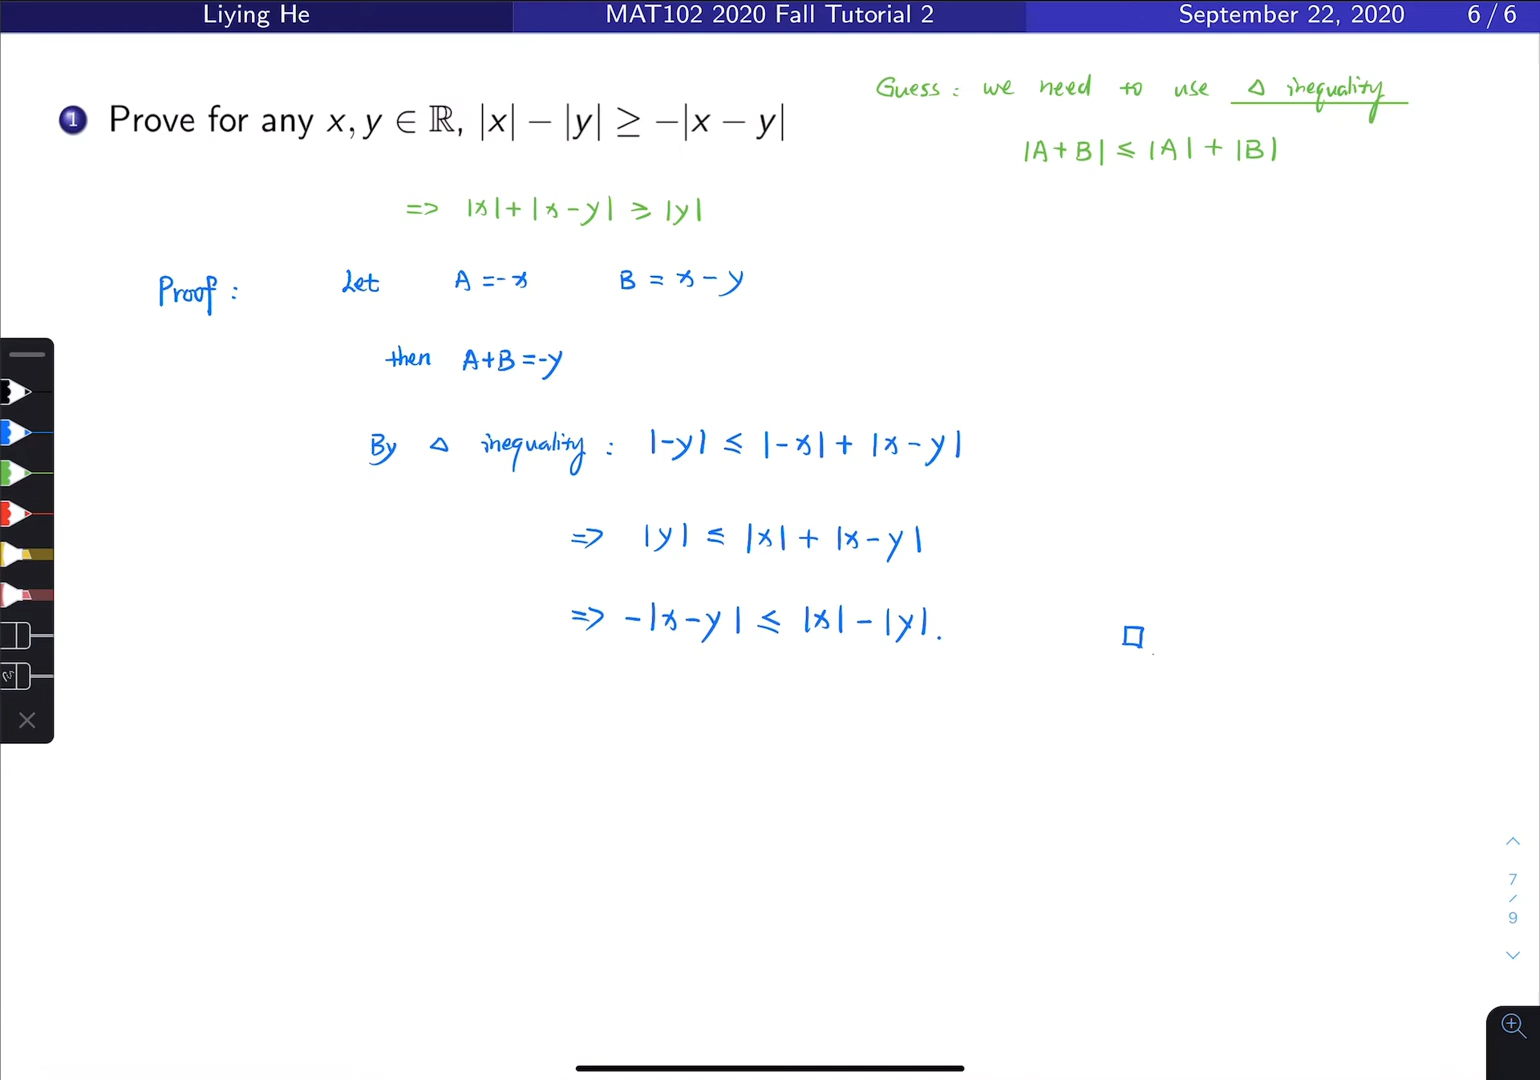 Liying He MAT102 2020 Fall Tutorial 2 September 22, 2020 6 / 6
Guess : we need to use △ inequality
|A+B| ≤ |A| + |B|
1 Prove for any x, y ∈ ℝ, |x| − |y| ≥ −|x − y|
=> |x| + |x-y| ≥ |y|
Proof : Let A = -x B = x - y
then A+B = -y
By △ inequality : |-y| ≤ |-x| + |x-y|
=> |y| ≤ |x| + |x-y|
=> -|x-y| ≤ |x| - |y|. □
7
/
9